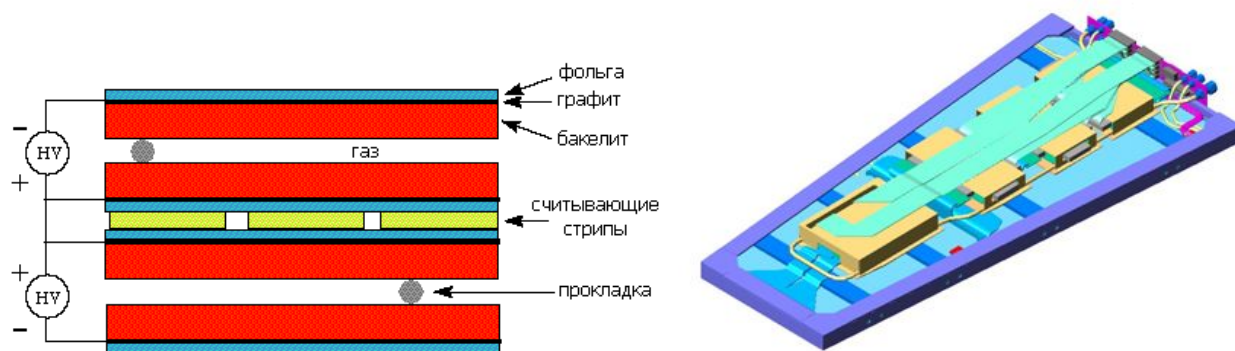 фольга
графит
бакелит
–
HV
+
газ
считывающие
стрипы
+
HV
–
прокладка